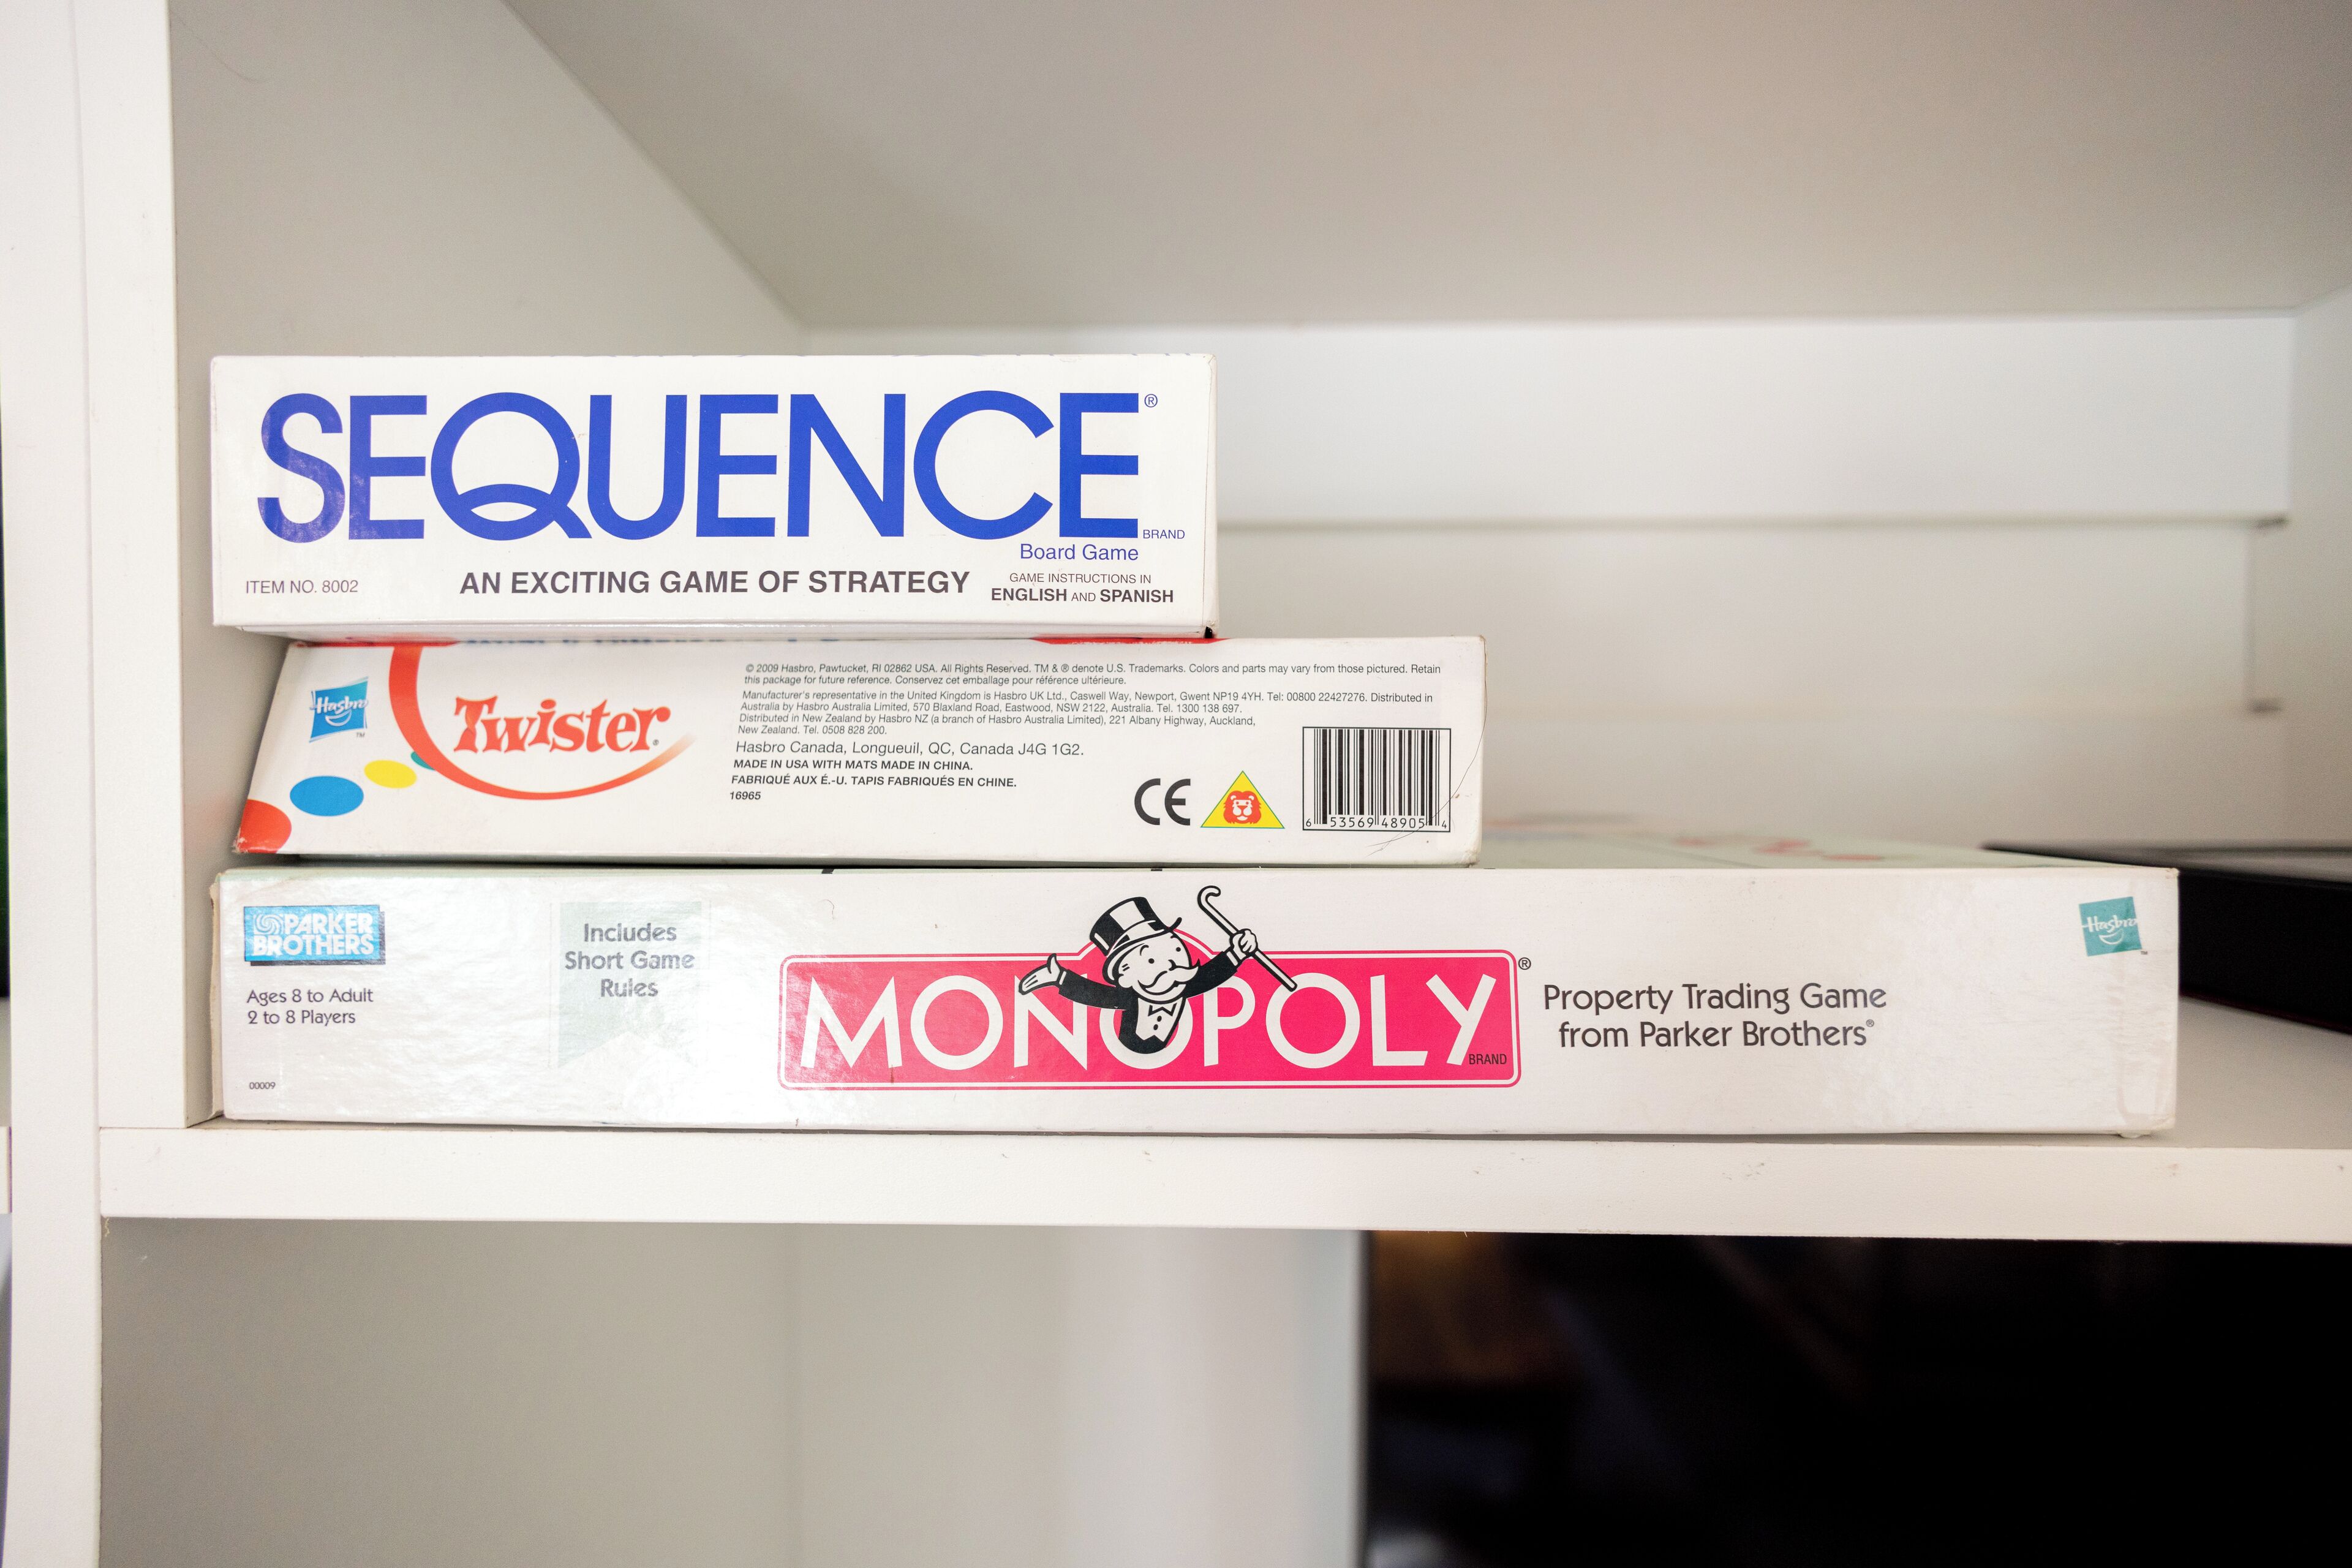 SEQUENCE®
BRAND
Board Game
ITEM NO. 8002
AN EXCITING GAME OF STRATEGY
GAME INSTRUCTIONS IN
ENGLISH AND SPANISH
Hasbro
TM
Twister®
© 2009 Hasbro, Pawtucket, RI 02862 USA. All Rights Reserved. TM & ® denote U.S. Trademarks. Colors and parts may vary from those pictured. Retain
this package for future reference. Conservez cet emballage pour référence ultérieure.
Manufacturer's representative in the United Kingdom is Hasbro UK Ltd., Caswell Way, Newport, Gwent NP19 4YH. Tel: 00800 22427276. Distributed in
Australia by Hasbro Australia Limited, 570 Blaxland Road, Eastwood, NSW 2122, Australia. Tel. 1300 138 697.
Distributed in New Zealand by Hasbro NZ (a branch of Hasbro Australia Limited), 221 Albany Highway, Auckland,
New Zealand. Tel. 0508 828 200.
Hasbro Canada, Longueuil, QC, Canada J4G 1G2.
MADE IN USA WITH MATS MADE IN CHINA.
FABRIQUÉ AUX É.-U. TAPIS FABRIQUÉS EN CHINE.
16965
CE
6 53569 48905 4
PARKER
BROTHERS
Ages 8 to Adult
2 to 8 Players
00009
Includes
Short Game
Rules
MONOPOLY®
BRAND
Property Trading Game
from Parker Brothers®
Hasbro
TM